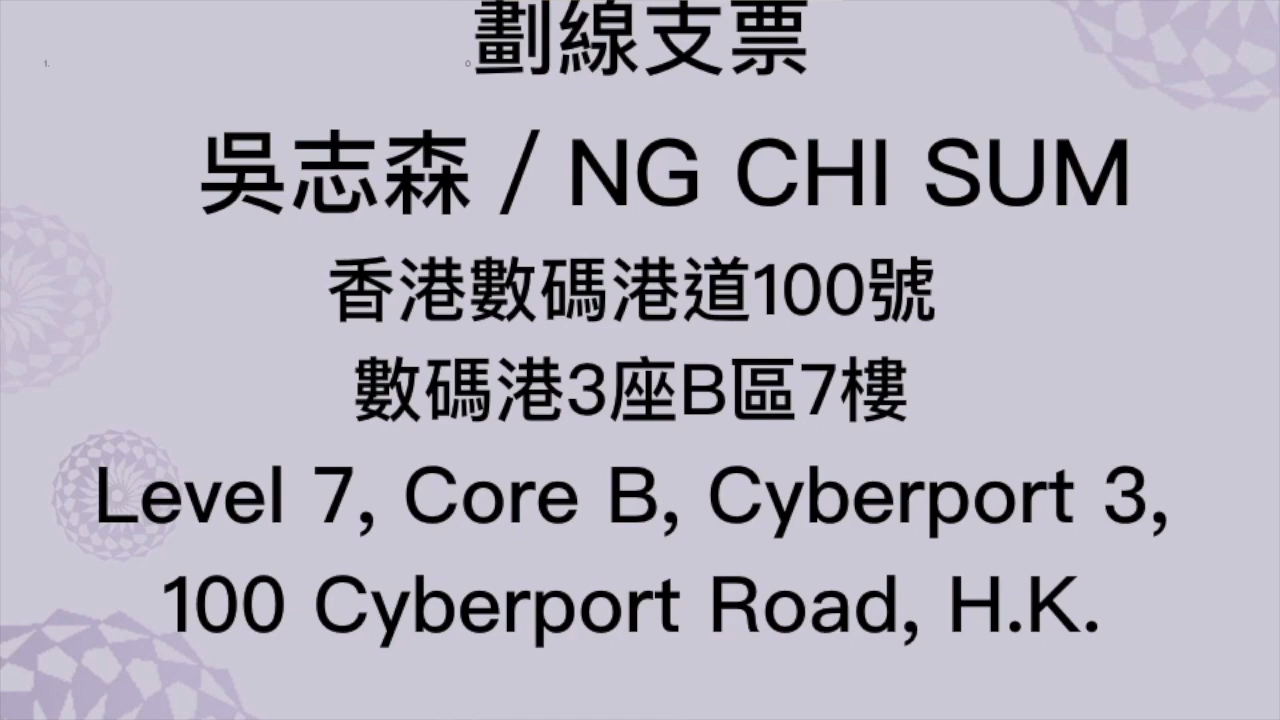 劃線支票
吳志森 / NG CHI SUM
香港數碼港道100號
數碼港3座B區7樓
Level 7, Core B, Cyberport 3,
100 Cyberport Road, H.K.
1.